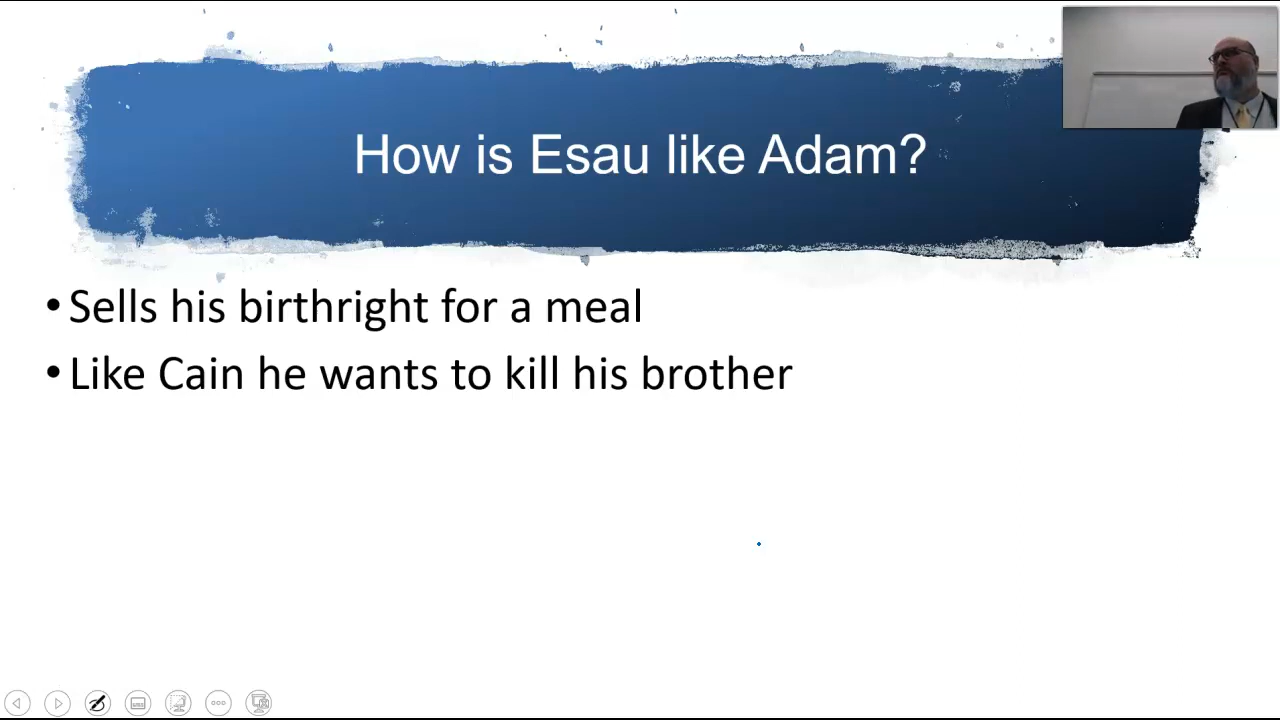 How is Esau like Adam?
• Sells his birthright for a meal
• Like Cain he wants to kill his brother